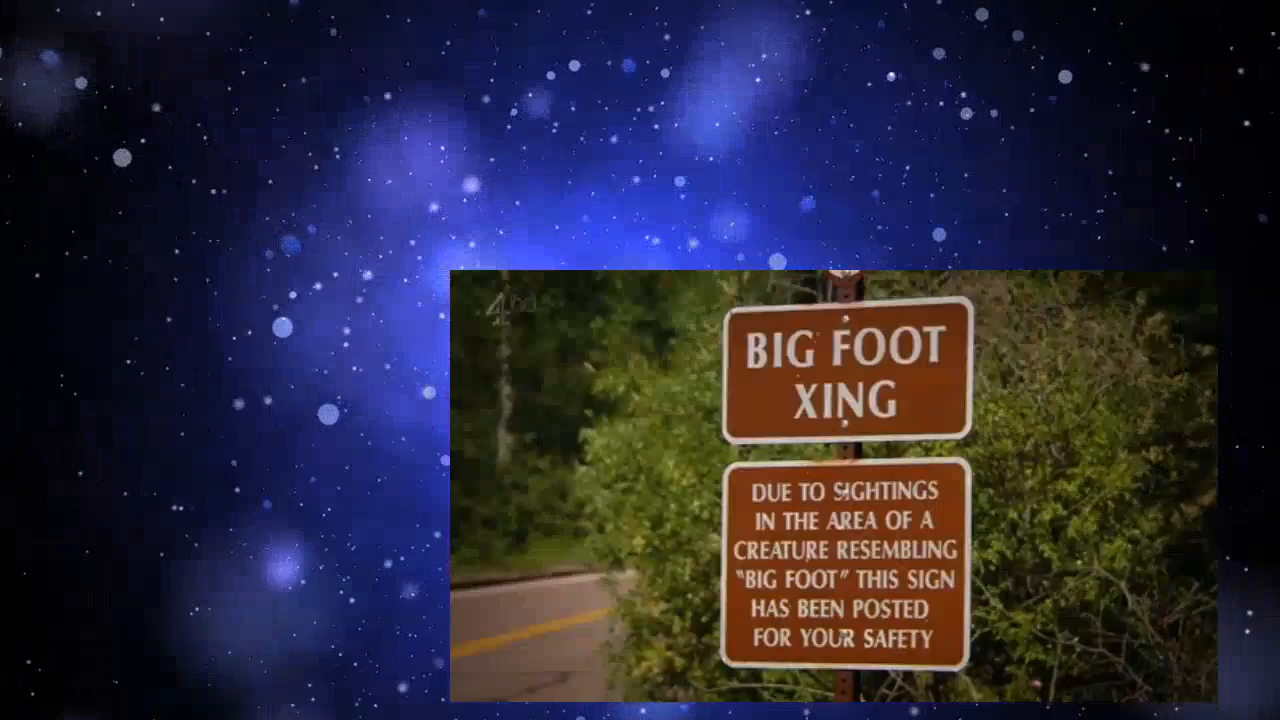 4hd
BIG FOOT
XING
DUE TO SIGHTINGS
IN THE AREA OF A
CREATURE RESEMBLING
"BIG FOOT" THIS SIGN
HAS BEEN POSTED
FOR YOUR SAFETY